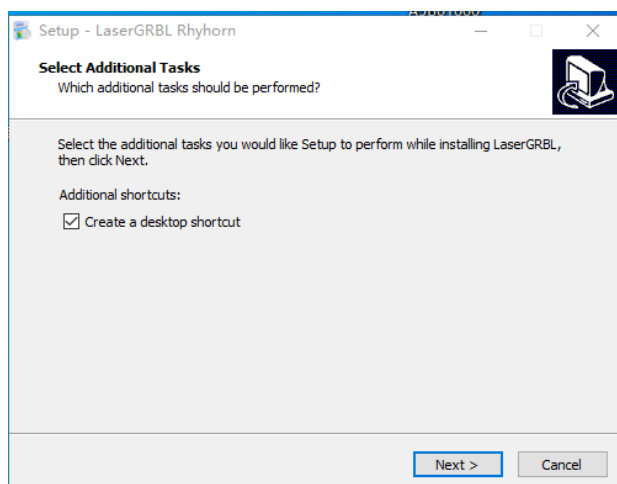 Setup - LaserGRBL Rhyhorn
Select Additional Tasks
Which additional tasks should be performed?
Select the additional tasks you would like Setup to perform while installing LaserGRBL,
then click Next.
Additional shortcuts:
Create a desktop shortcut
Next >
Cancel